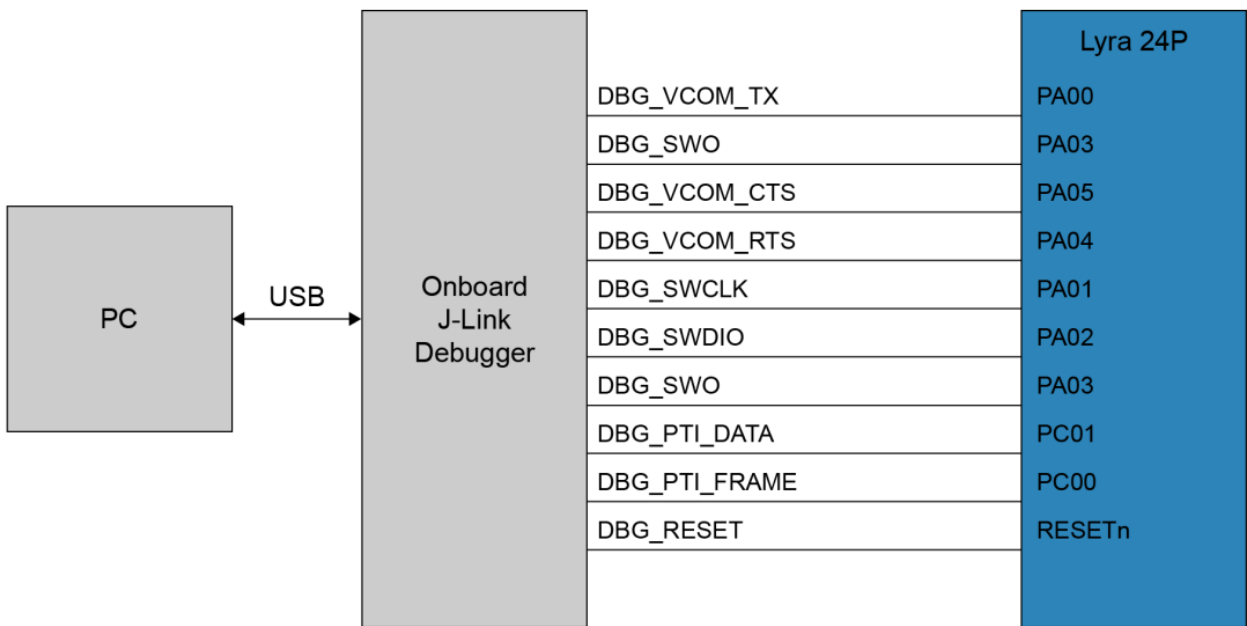 Lyra 24P
DBG_VCOM_TX PA00
DBG_SWO PA03
DBG_VCOM_CTS PA05
DBG_VCOM_RTS PA04
DBG_SWCLK PA01
DBG_SWDIO PA02
DBG_SWO PA03
DBG_PTI_DATA PC01
DBG_PTI_FRAME PC00
DBG_RESET RESETn
PC
USB
Onboard
J-Link
Debugger